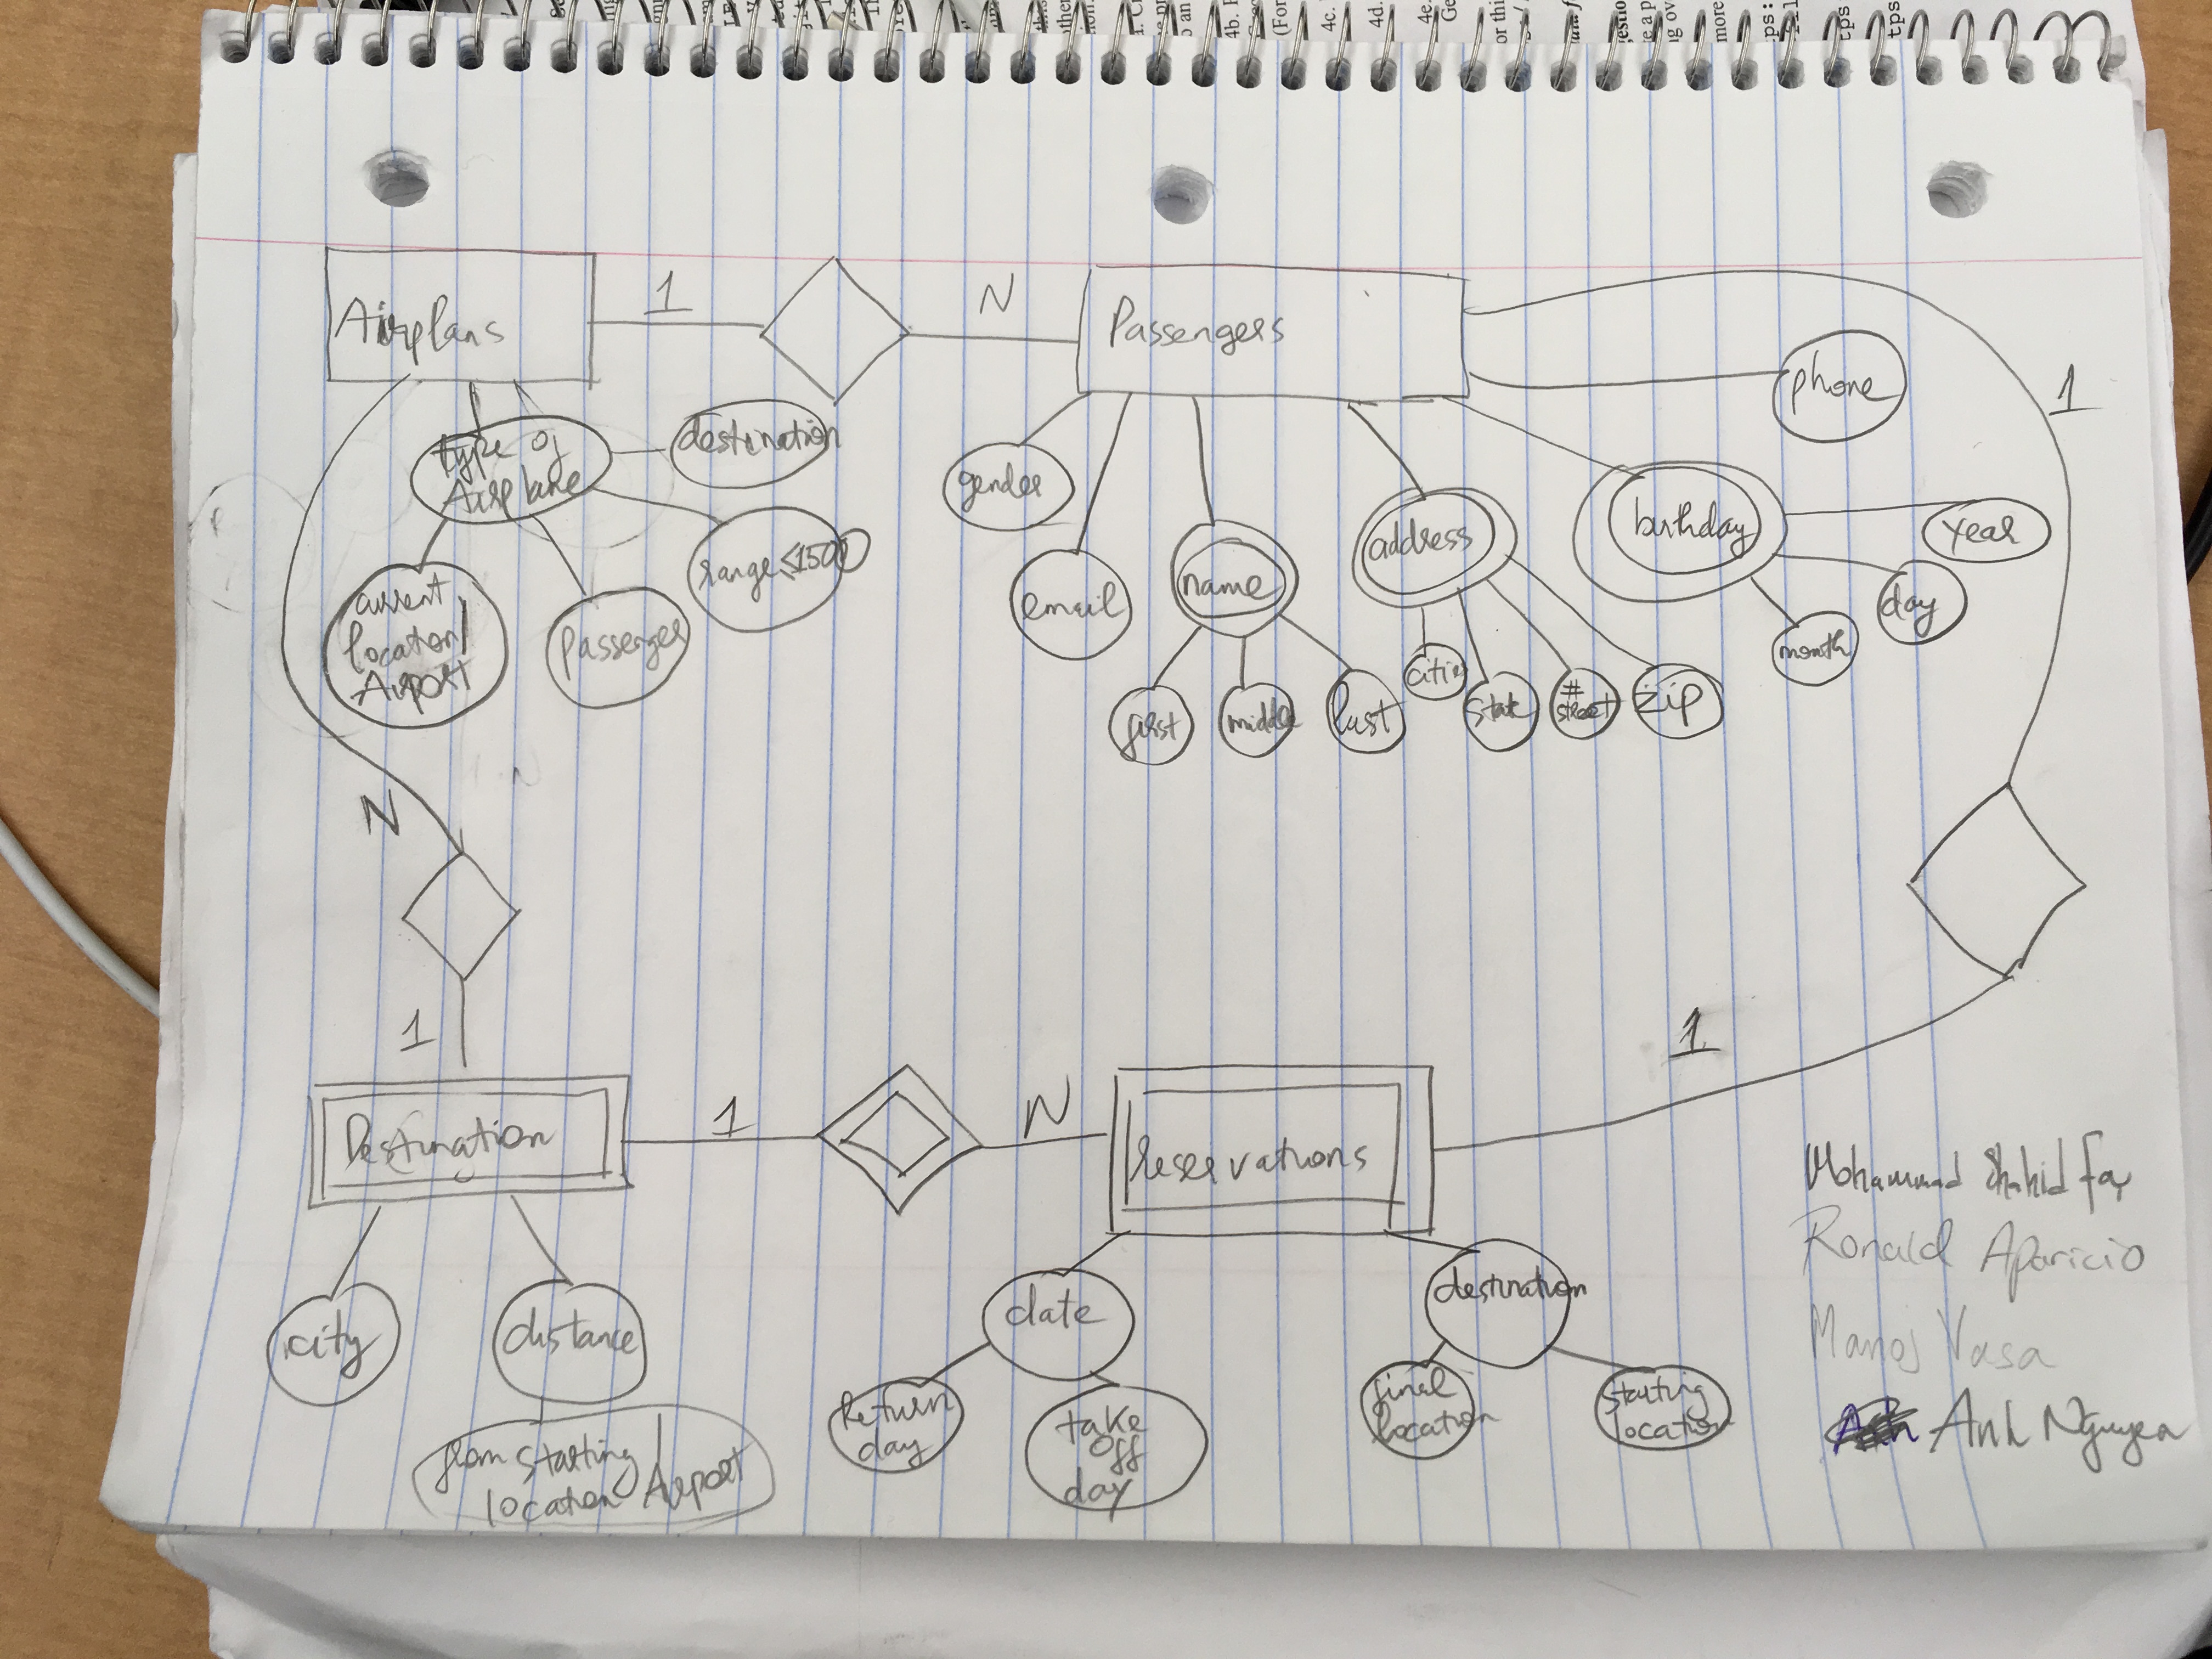 Airplans
1
N
Passengers
1
phone
type of
Airplane
destination
gender
range ≤1500
current
location/
Airport
Passenger
email
name
address
birthday
year
day
month
first
middle
last
cities
state
#
street
zip
N
1
1
Destination
1
N
Reservations
city
distance
from starting
location/Airport
date
Return
day
take
off
day
destination
final
location
starting
location
Mohammad Shahid
Ronald Aparicio
Manoj Vasa
Anh Nguyen